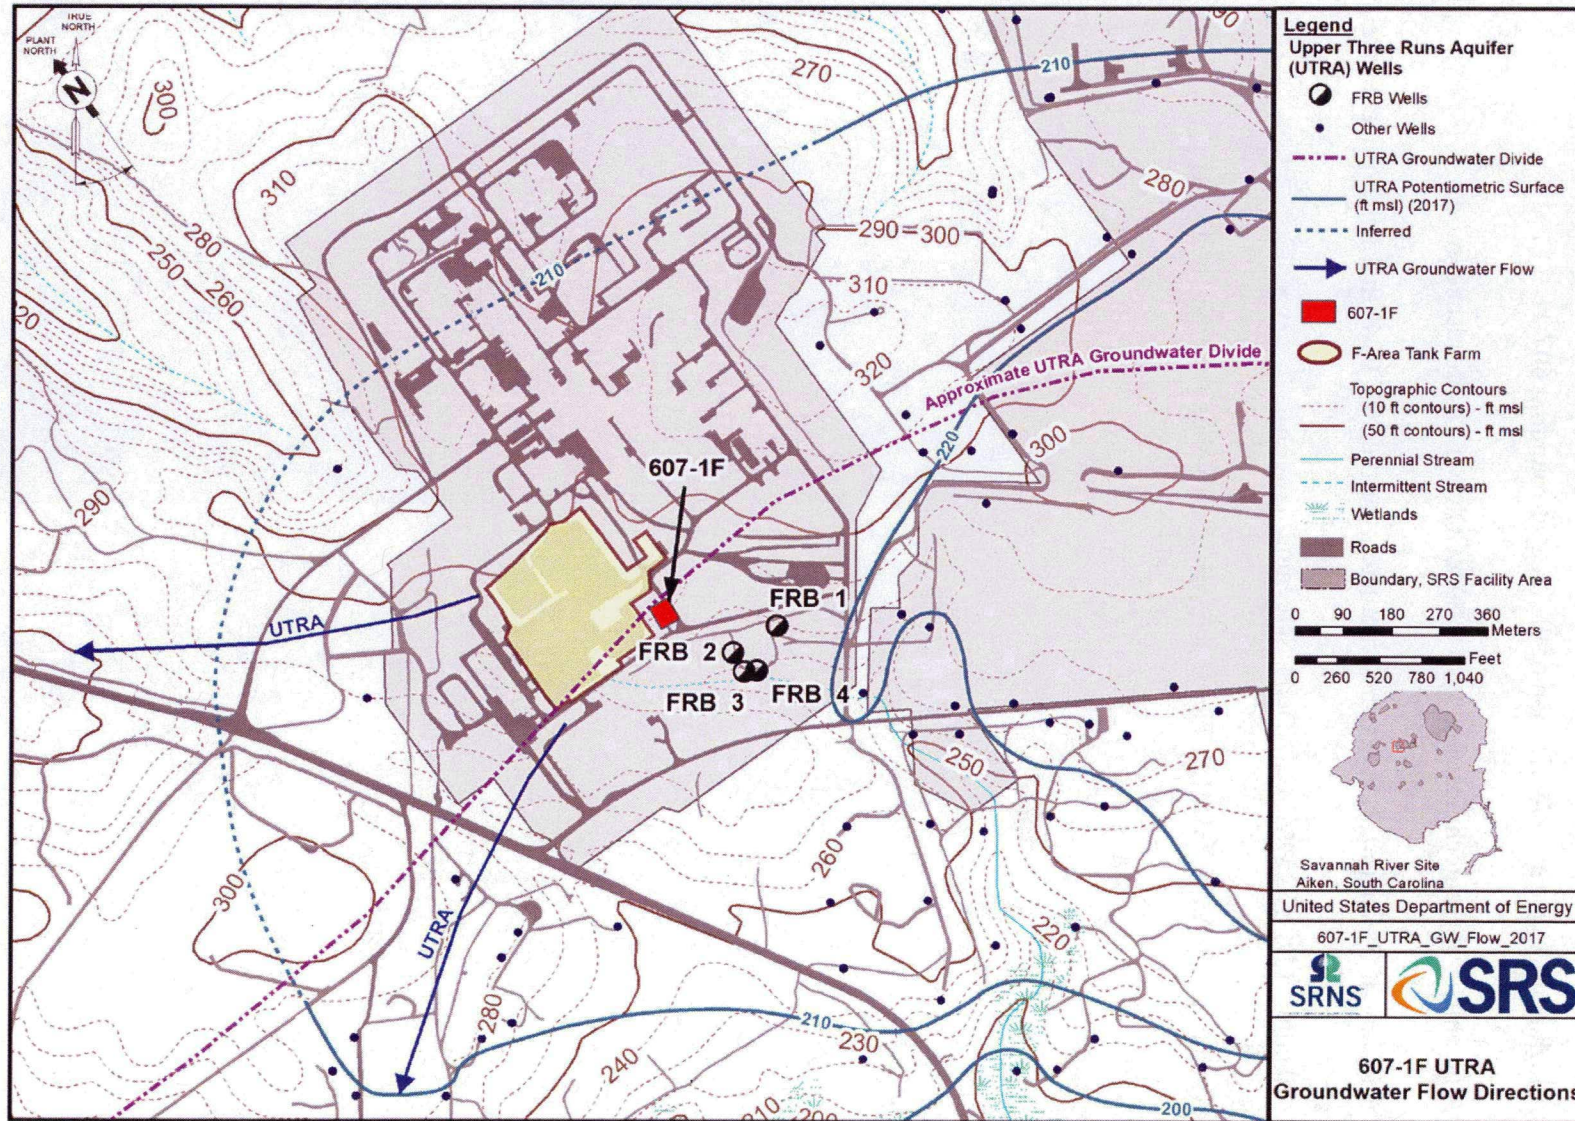 TRUE
NORTH
PLANT
NORTH
N
300
310
280
250
260
20
290
270
210
290
280
290
300
310
320
210
Approximate UTRA Groundwater Divide
220
300
607-1F
FRB 1
FRB 2
FRB 3
FRB 4
UTRA
UTRA
250
270
260
300
220
280
210
230
240
210
200
200
Legend
Upper Three Runs Aquifer
(UTRA) Wells
FRB Wells
Other Wells
UTRA Groundwater Divide
UTRA Potentiometric Surface
(ft msl) (2017)
Inferred
UTRA Groundwater Flow
607-1F
F-Area Tank Farm
Topographic Contours
(10 ft contours) - ft msl
(50 ft contours) - ft msl
Perennial Stream
Intermittent Stream
Wetlands
Roads
Boundary, SRS Facility Area
0 90 180 270 360
Meters
Feet
0 260 520 780 1,040
Savannah River Site
Aiken, South Carolina
United States Department of Energy
607-1F_UTRA_GW_Flow_2017
SRNS
SRS
607-1F UTRA
Groundwater Flow Directions